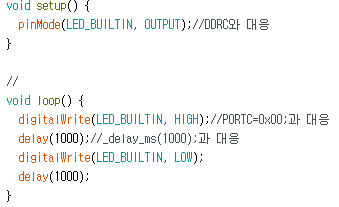 void setup() {
  pinMode(LED_BUILTIN, OUTPUT);//DDRC와 대응
}
//
void loop() {
  digitalWrite(LED_BUILTIN, HIGH);//PORTC=0x00;과 대응
  delay(1000);//_delay_ms(1000);과 대응
  digitalWrite(LED_BUILTIN, LOW);
  delay(1000);
}